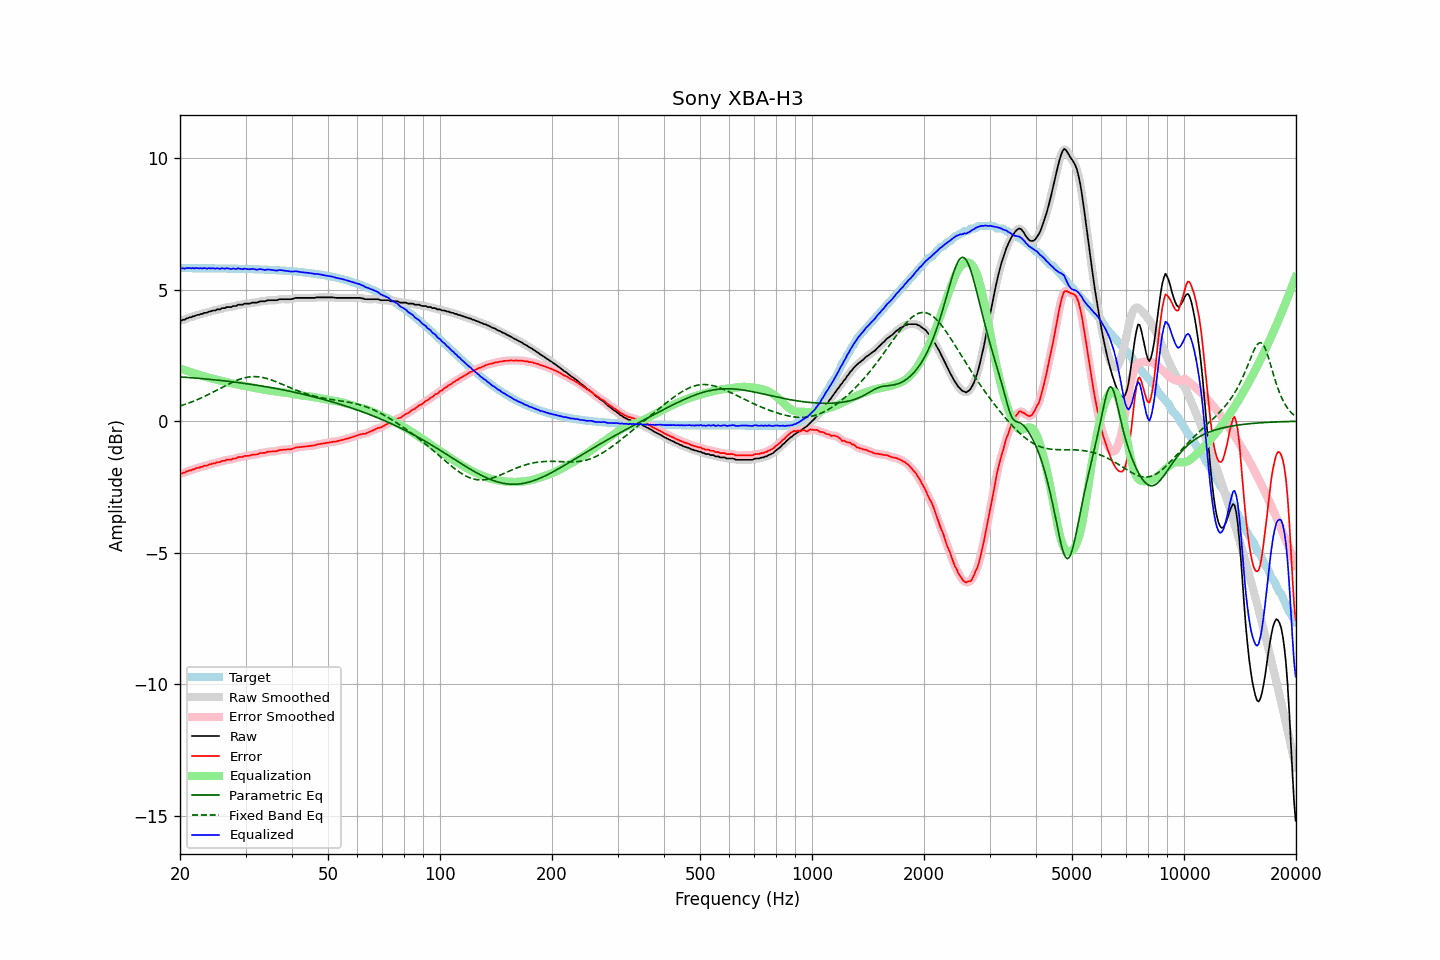 Sony XBA-H3
Amplitude (dBr)
10
5
0
−5
−10
−15
Target
Raw Smoothed
Error Smoothed
Raw
Error
Equalization
Parametric Eq
Fixed Band Eq
Equalized
20 50 100 200 500 1000 2000 5000 10000 20000
Frequency (Hz)